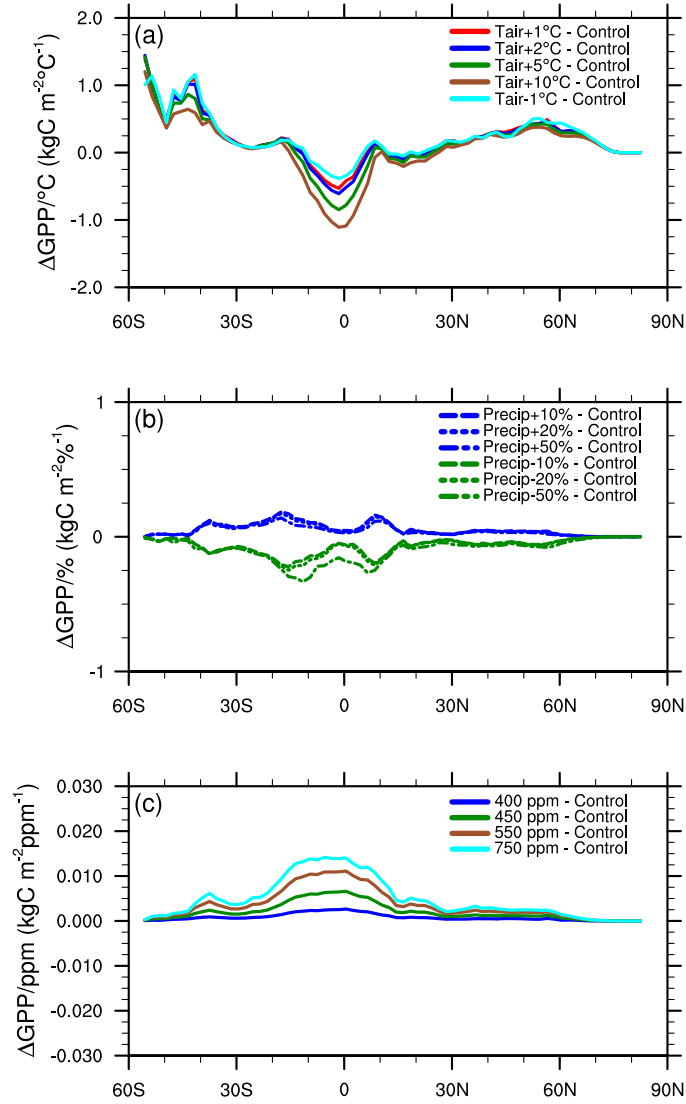 (a)
Tair+1°C - Control
Tair+2°C - Control
Tair+5°C - Control
Tair+10°C - Control
Tair-1°C - Control
ΔGPP/°C (kgC m⁻²°C⁻¹)
2.0
1.0
0.0
-1.0
-2.0
60S 30S 0 30N 60N 90N
(b)
Precip+10% - Control
Precip+20% - Control
Precip+50% - Control
Precip-10% - Control
Precip-20% - Control
Precip-50% - Control
ΔGPP/% (kgC m⁻²%⁻¹)
1
0
-1
60S 30S 0 30N 60N 90N
(c)
400 ppm - Control
450 ppm - Control
550 ppm - Control
750 ppm - Control
ΔGPP/ppm (kgC m⁻²ppm⁻¹)
0.030
0.020
0.010
0.000
-0.010
-0.020
-0.030
60S 30S 0 30N 60N 90N